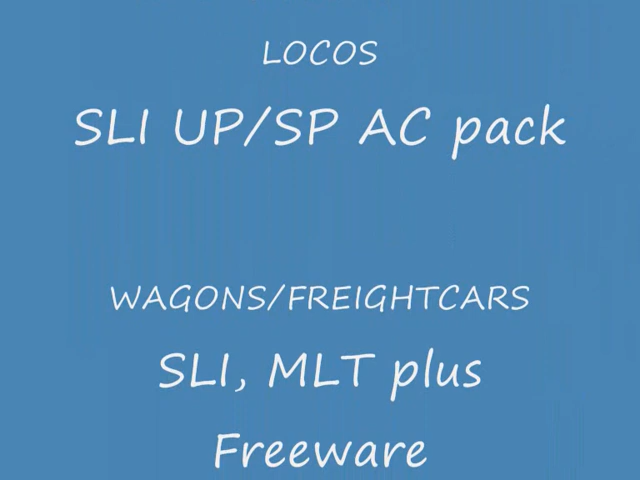 LOCOS
SLI UP/SP AC pack
WAGONS/FREIGHTCARS
SLI, MLT plus
Freeware